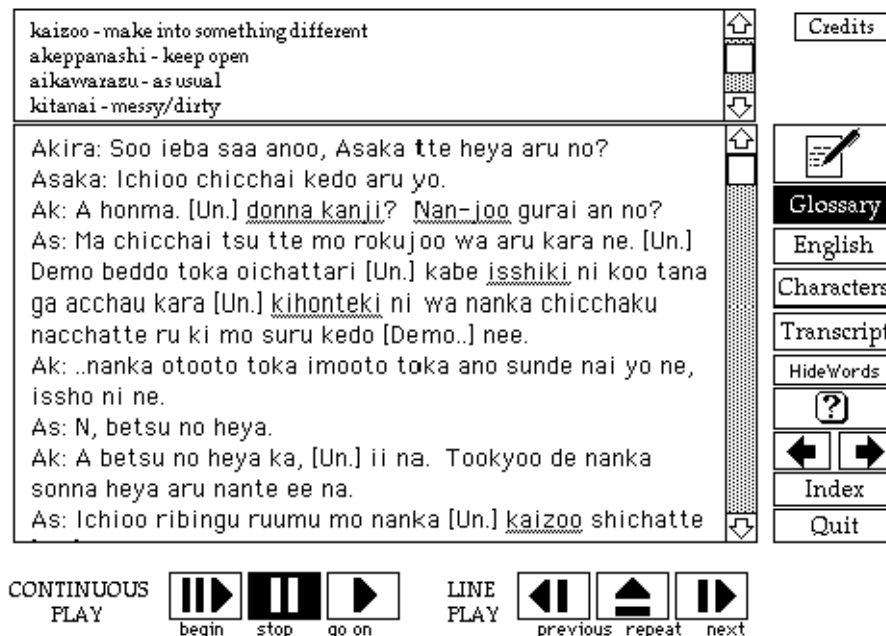 kaizoo - make into something different
akeppanashi - keep open
aikawarazu - as usual
kitanai - messy/dirty
Credits
Akira: Soo ieba saa anoo, Asaka tte heya aru no?
Asaka: Ichioo chicchai kedo aru yo.
Ak: A honma. [Un.] donna kanji? Nan-joo gurai an no?
As: Ma chicchai tsu tte mo rokujoo wa aru kara ne. [Un.]
Demo beddo toka oichattari [Un.] kabe isshiki ni koo tana
ga acchau kara [Un.] kihonteki ni wa nanka chicchaku
nacchatte ru ki mo suru kedo [Demo..] nee.
Ak: ..nanka otooto toka imooto toka ano sunde nai yo ne,
issho ni ne.
As: N, betsu no heya.
Ak: A betsu no heya ka, [Un.] ii na. Tookyoo de nanka
sonna heya aru nante ee na.
As: Ichioo ribingu ruumu mo nanka [Un.] kaizoo shichatte
Glossary
English
Characters
Transcript
HideWords
?
Index
Quit
CONTINUOUS
PLAY
begin stop go on
LINE
PLAY
previous repeat next